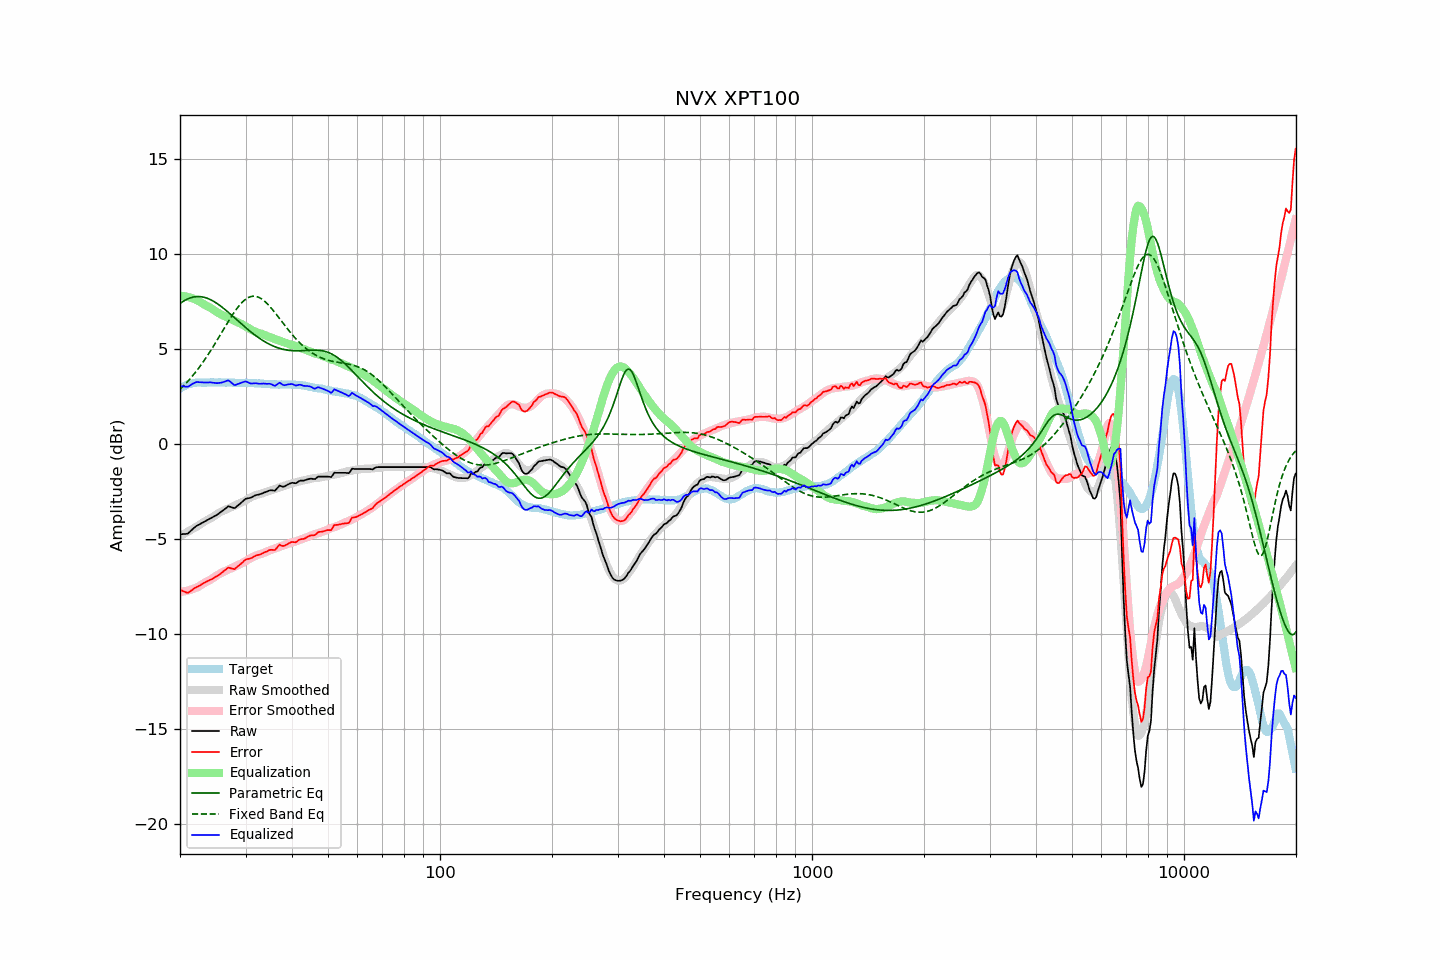 NVX XPT100
Amplitude (dBr)
15
10
5
0
−5
−10
−15
−20
Target
Raw Smoothed
Error Smoothed
Raw
Error
Equalization
Parametric Eq
Fixed Band Eq
Equalized
100
1000
10000
Frequency (Hz)